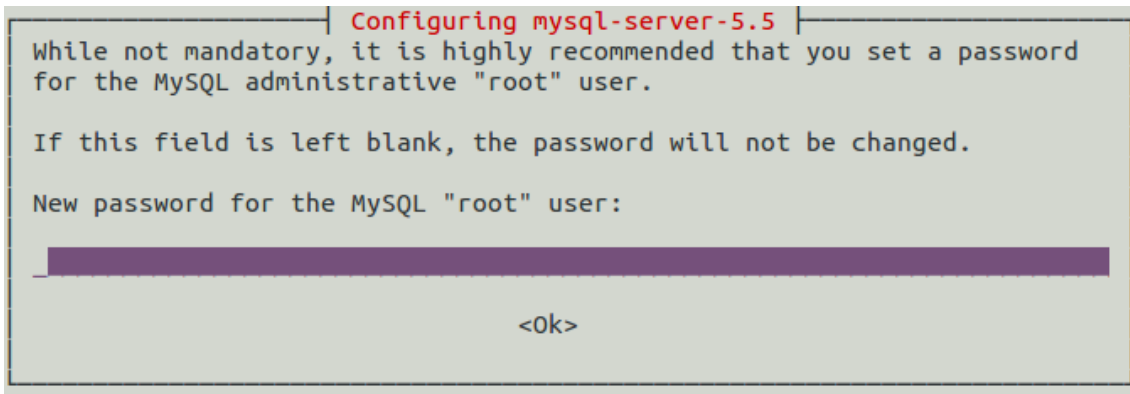 Configuring mysql-server-5.5
While not mandatory, it is highly recommended that you set a password
for the MySQL administrative "root" user.
If this field is left blank, the password will not be changed.
New password for the MySQL "root" user:
<Ok>